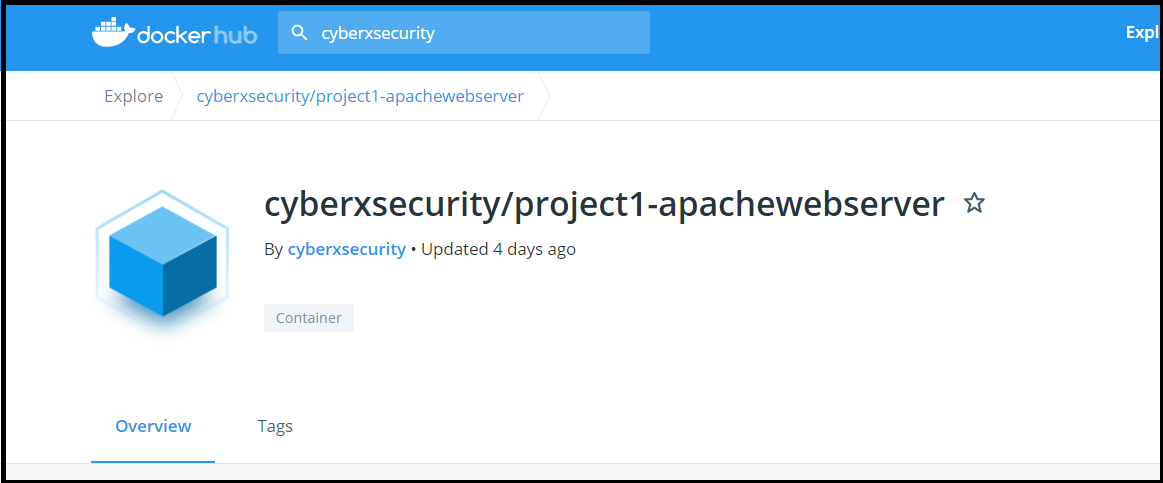 docker hub
cyberxsecurity
Expl
Explore
cyberxsecurity/project1-apachewebserver
cyberxsecurity/project1-apachewebserver
By cyberxsecurity • Updated 4 days ago
Container
Overview
Tags